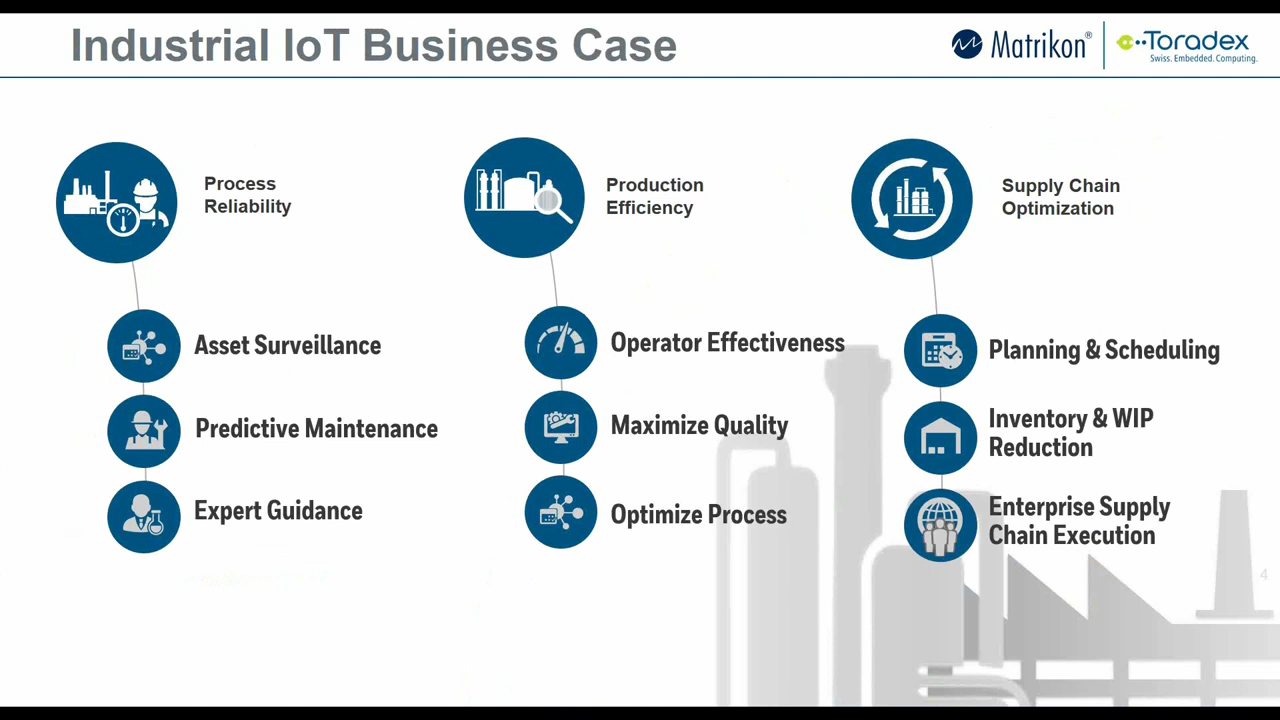 Industrial IoT Business Case
Matrikon®
Toradex
Swiss. Embedded. Computing.
Process
Reliability
Asset Surveillance
Predictive Maintenance
Expert Guidance
Production
Efficiency
Operator Effectiveness
Maximize Quality
Optimize Process
Supply Chain
Optimization
Planning & Scheduling
Inventory & WIP
Reduction
Enterprise Supply
Chain Execution
4